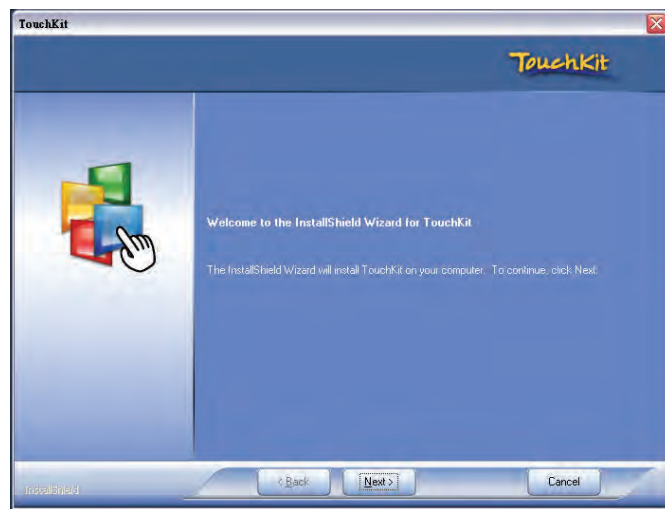 TouchKit
TouchKit
Welcome to the InstallShield Wizard for TouchKit
The InstallShield Wizard will install TouchKit on your computer. To continue, click Next.
InstallShield
< Back
Next >
Cancel